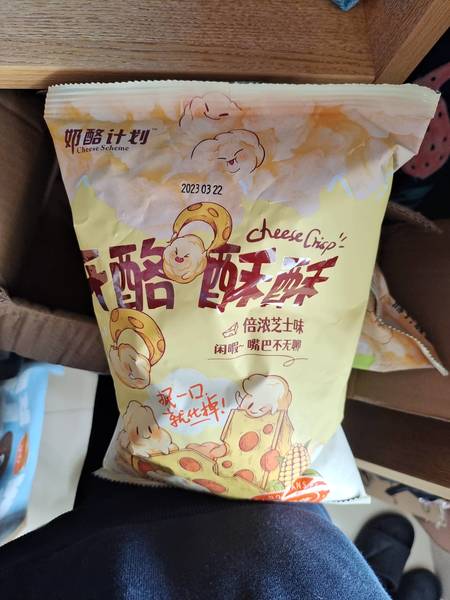 奶酪计划
Cheese Scheme
2023 03 22
cheese Crisp
酪酥酥
倍浓芝士味
闲暇~嘴巴不无聊
抿一口,
就化掉!